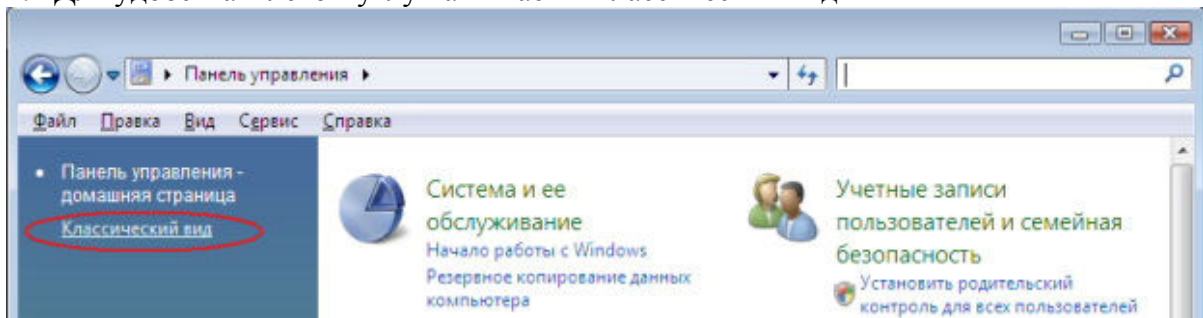 Панель управления
Файл Правка Вид Сервис Справка
Панель управления -
домашняя страница
Классический вид
Система и ее
обслуживание
Начало работы с Windows
Резервное копирование данных
компьютера
Учетные записи
пользователей и семейная
безопасность
Установить родительский
контроль для всех пользователей